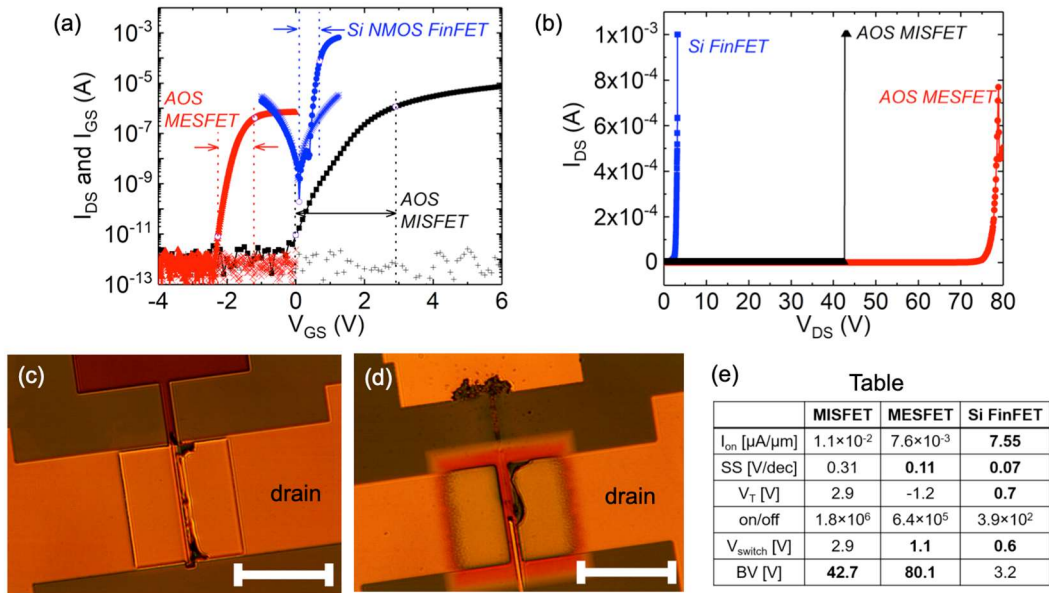 (a)
Si NMOS FinFET
AOS
MESFET
AOS
MISFET
I_DS and I_GS (A)
10⁻³
10⁻⁵
10⁻⁷
10⁻⁹
10⁻¹¹
10⁻¹³
-4 -2 0 2 4 6
V_GS (V)
(b)
Si FinFET
AOS MISFET
AOS MESFET
I_DS (A)
1x10⁻³
8x10⁻⁴
6x10⁻⁴
4x10⁻⁴
2x10⁻⁴
0
0 10 20 30 40 50 60 70 80
V_DS (V)
(c)
drain
(d)
drain
(e)
Table
MISFET MESFET Si FinFET
I_on [µA/µm] 1.1×10⁻² 7.6×10⁻³ 7.55
SS [V/dec] 0.31 0.11 0.07
V_T [V] 2.9 -1.2 0.7
on/off 1.8×10⁶ 6.4×10⁵ 3.9×10²
V_switch [V] 2.9 1.1 0.6
BV [V] 42.7 80.1 3.2